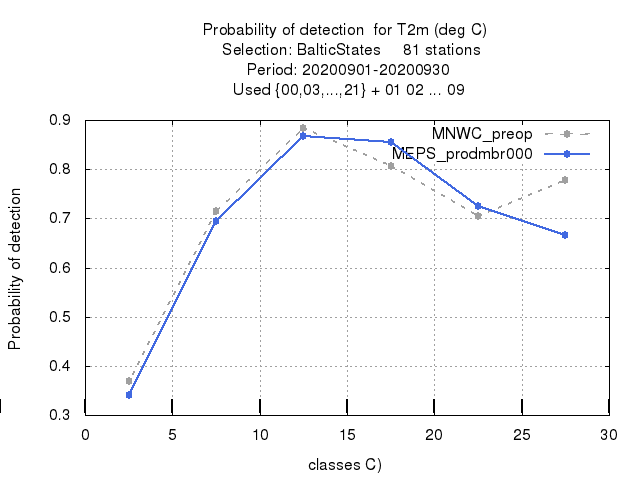 Probability of detection  for T2m (deg C)
Selection: BalticStates     81 stations
Period: 20200901-20200930
Used {00,03,...,21} + 01 02 ... 09
MNWC_preop
MEPS_prodmbr000
Probability of detection
0.9
0.8
0.7
0.6
0.5
0.4
0.3
0 5 10 15 20 25 30
classes C)